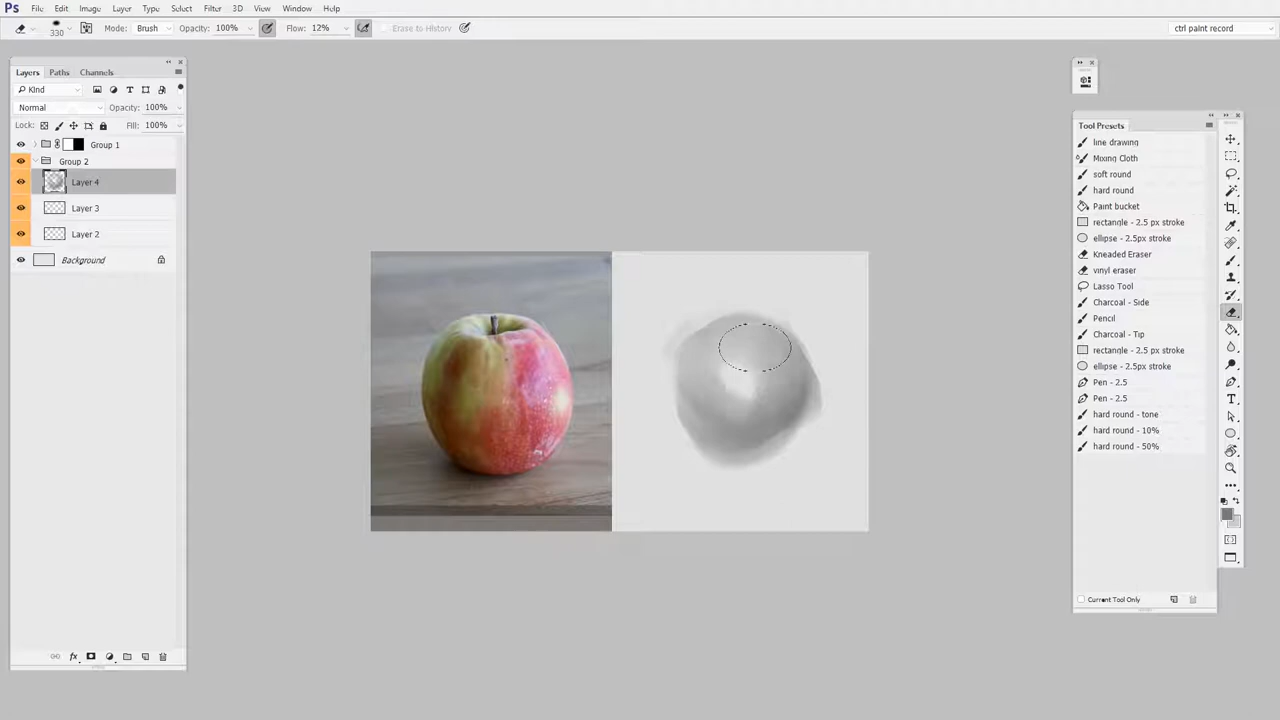 Ps File Edit Image Layer Type Select Filter 3D View Window Help
330 Mode: Brush Opacity: 100% Flow: 12% Erase to History ctrl paint record
Layers Paths Channels
Kind
Normal Opacity: 100%
Lock: Fill: 100%
Group 1
Group 2
Layer 4
Layer 3
Layer 2
Background
Tool Presets
line drawing
Mixing Cloth
soft round
hard round
Paint bucket
rectangle - 2.5 px stroke
ellipse - 2.5px stroke
Kneaded Eraser
vinyl eraser
Lasso Tool
Charcoal - Side
Pencil
Charcoal - Tip
rectangle - 2.5 px stroke
ellipse - 2.5px stroke
Pen - 2.5
Pen - 2.5
hard round - tone
hard round - 10%
hard round - 50%
Current Tool Only